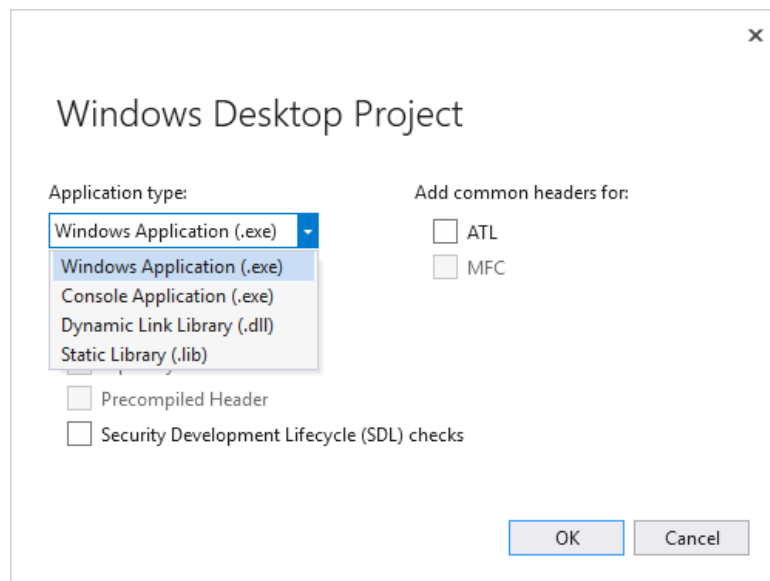 Windows Desktop Project
Application type:
Windows Application (.exe)
Windows Application (.exe)
Console Application (.exe)
Dynamic Link Library (.dll)
Static Library (.lib)
Precompiled Header
Security Development Lifecycle (SDL) checks
Add common headers for:
ATL
MFC
OK Cancel